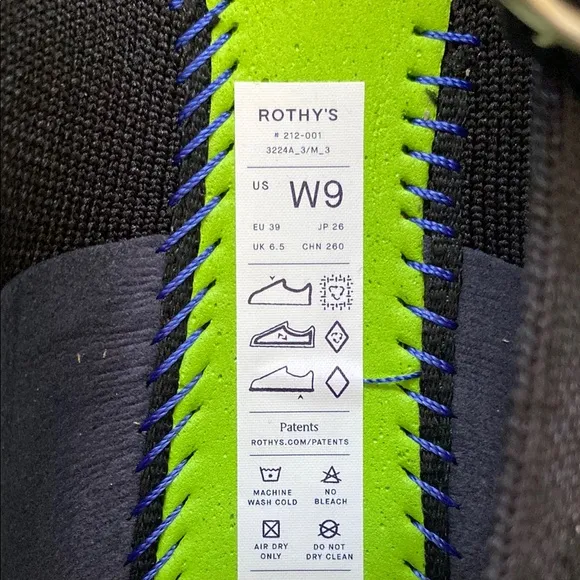 ROTHY'S
# 212-001
3224A_3/M_3
US W9
EU 39 JP 26
UK 6.5 CHN 260
Patents
ROTHYS.COM/PATENTS
MACHINE WASH COLD
NO BLEACH
AIR DRY ONLY
DO NOT DRY CLEAN